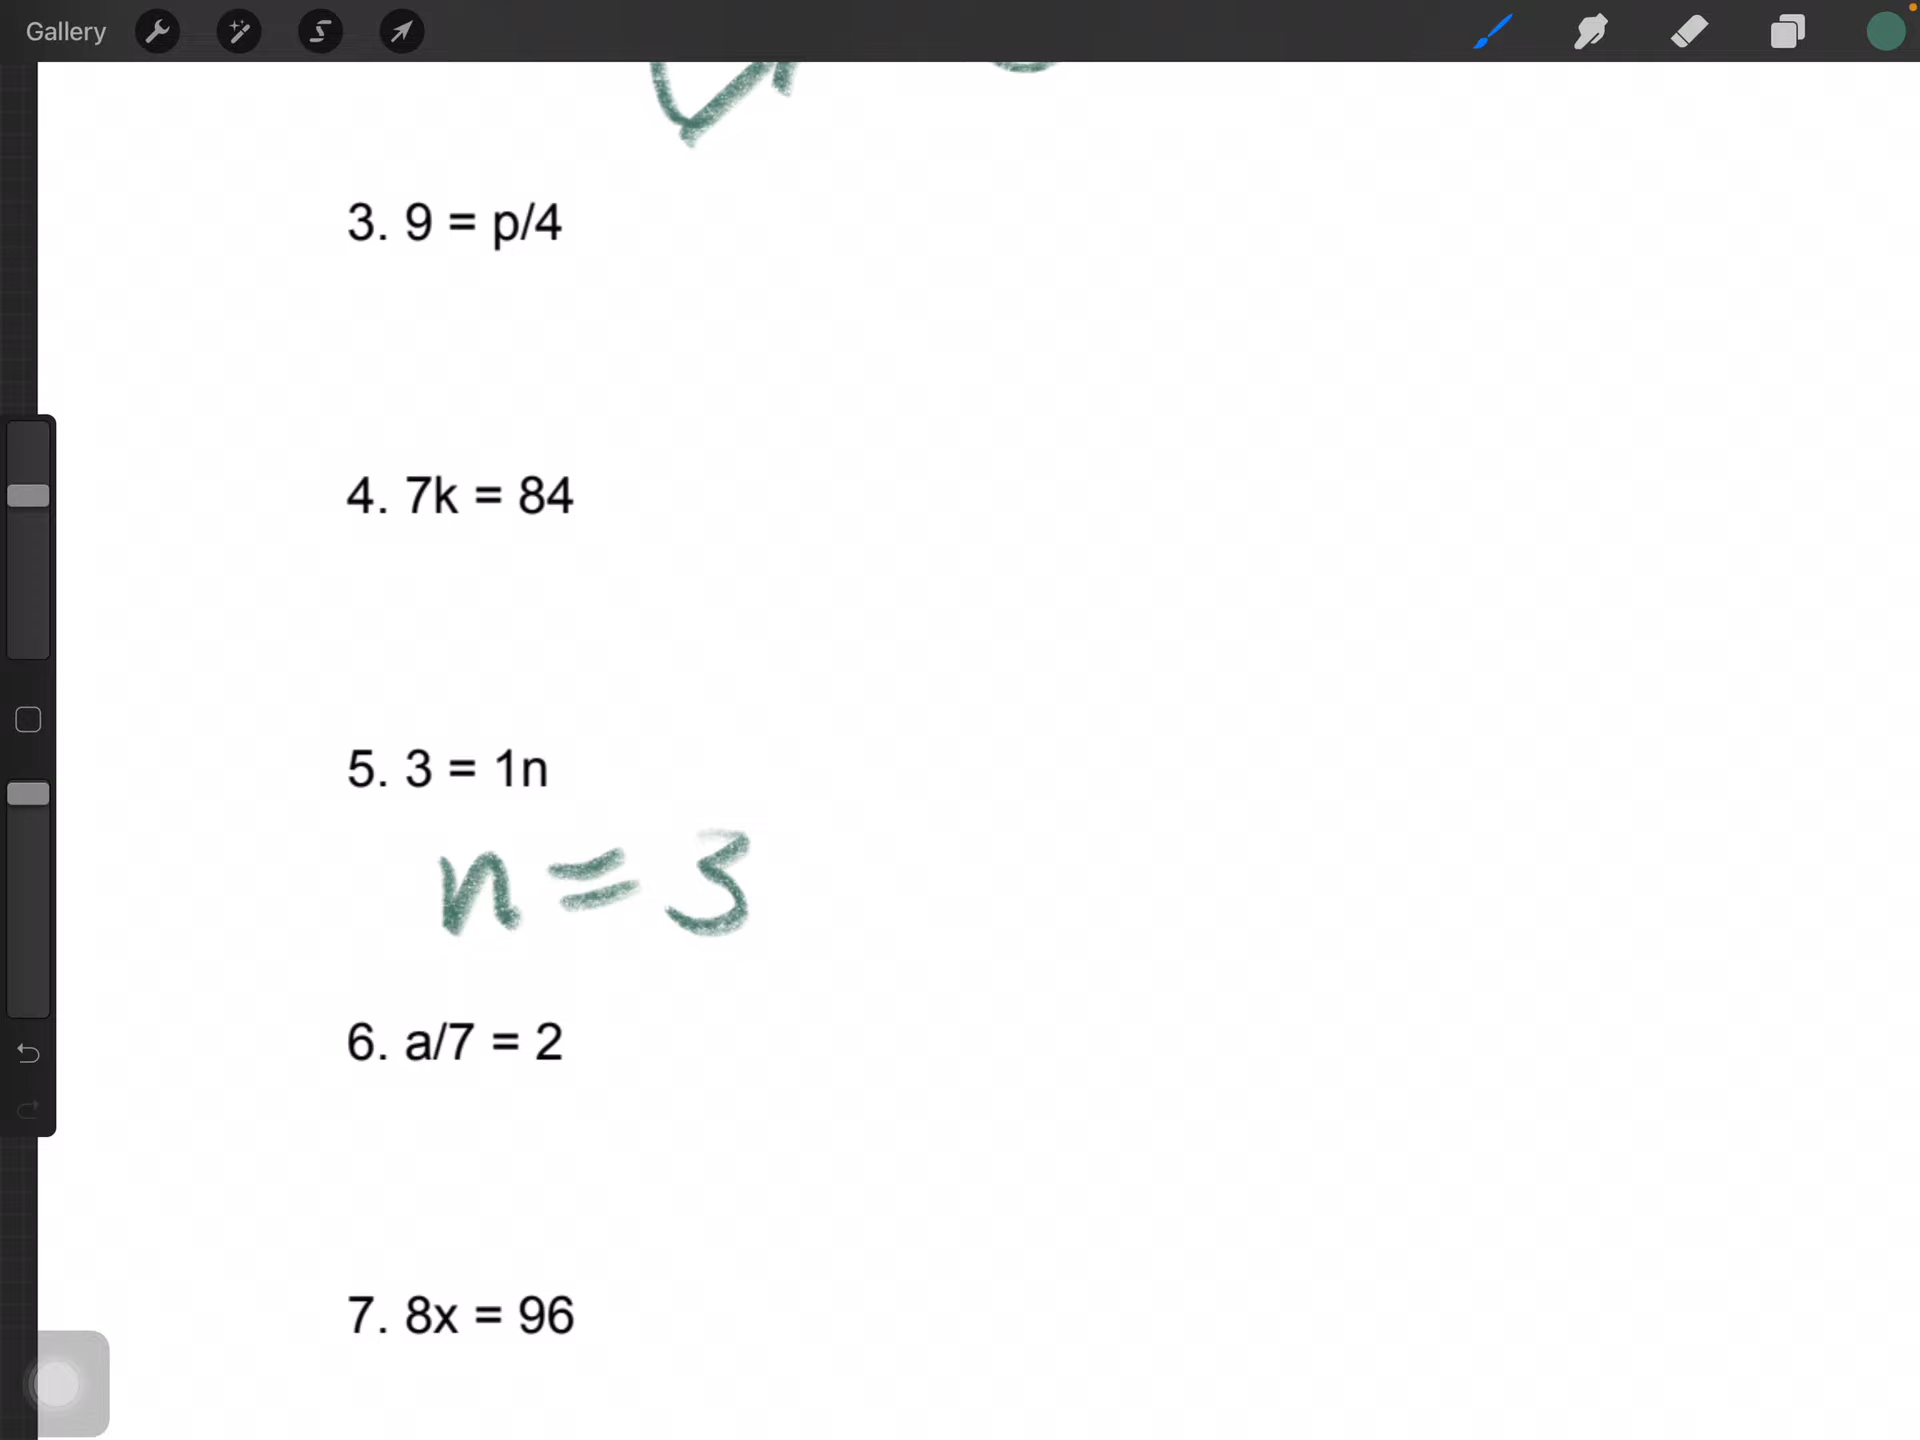 Gallery
3. 9 = p/4
4. 7k = 84
5. 3 = 1n
n = 3
6. a/7 = 2
7. 8x = 96